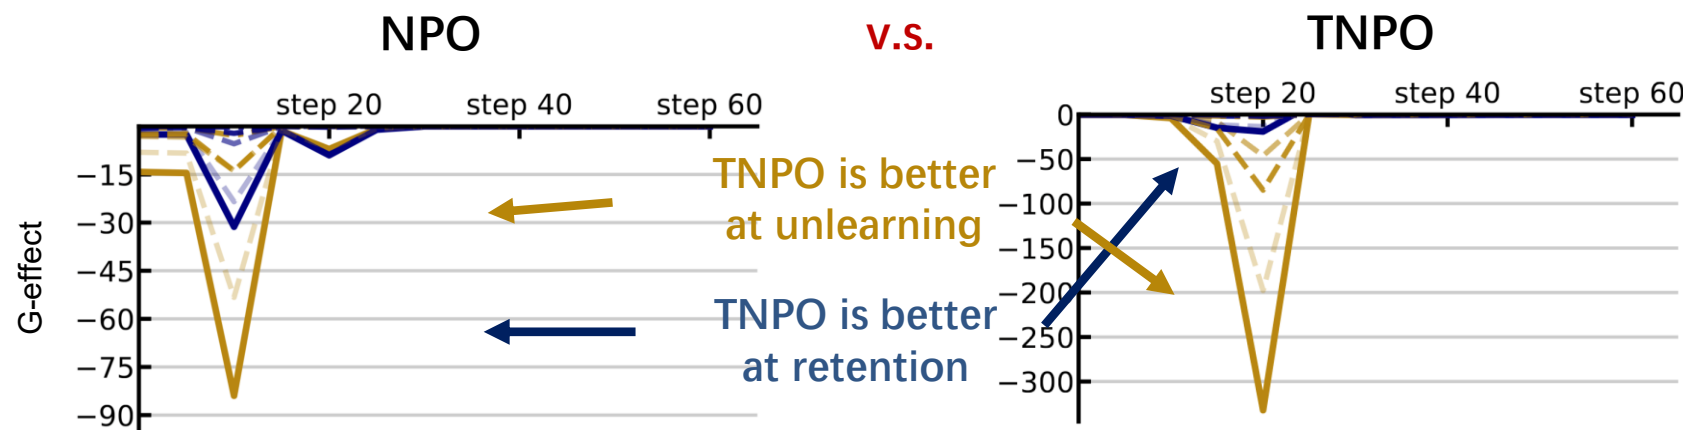 NPO
v.s.
TNPO
step 20
step 40
step 60
−15
−30
−45
−60
−75
−90
G-effect
TNPO is better
at unlearning
TNPO is better
at retention
step 20
step 40
step 60
0
−50
−100
−150
−200
−250
−300